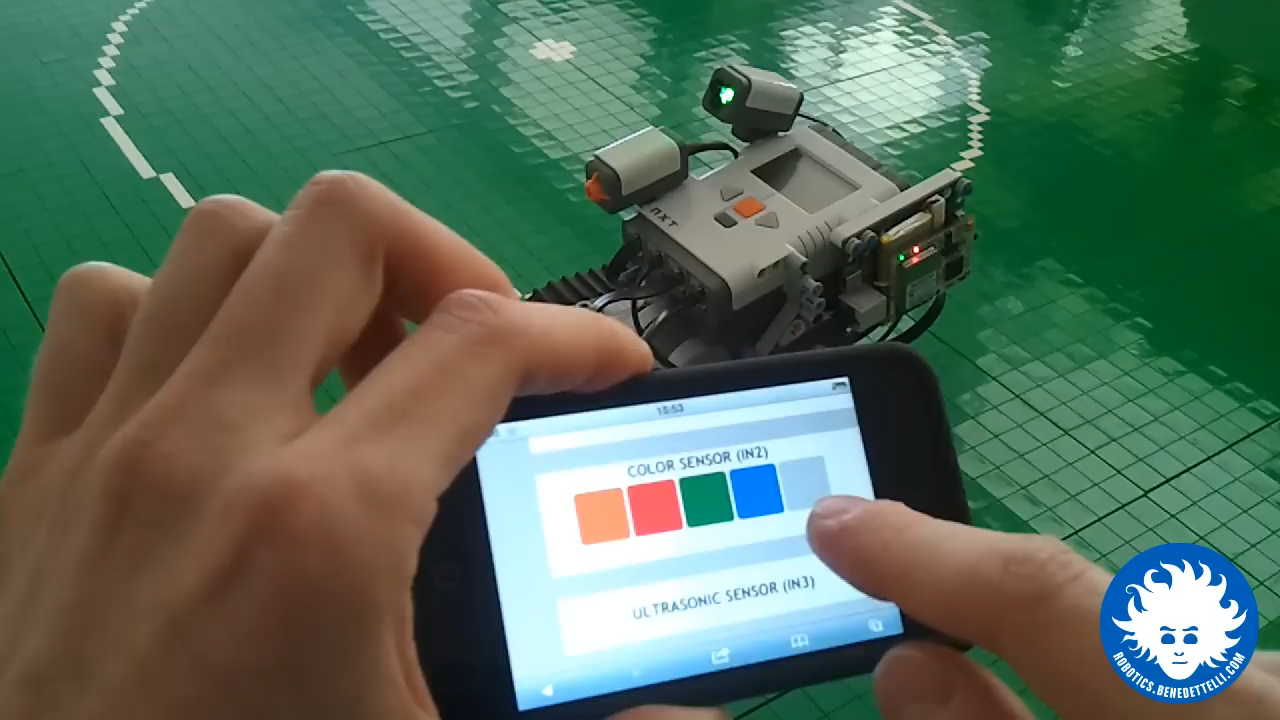 nXT
15:53
COLOR SENSOR (IN2)
ULTRASONIC SENSOR (IN3)
ROBOTICS.BENEDETTELLI.COM